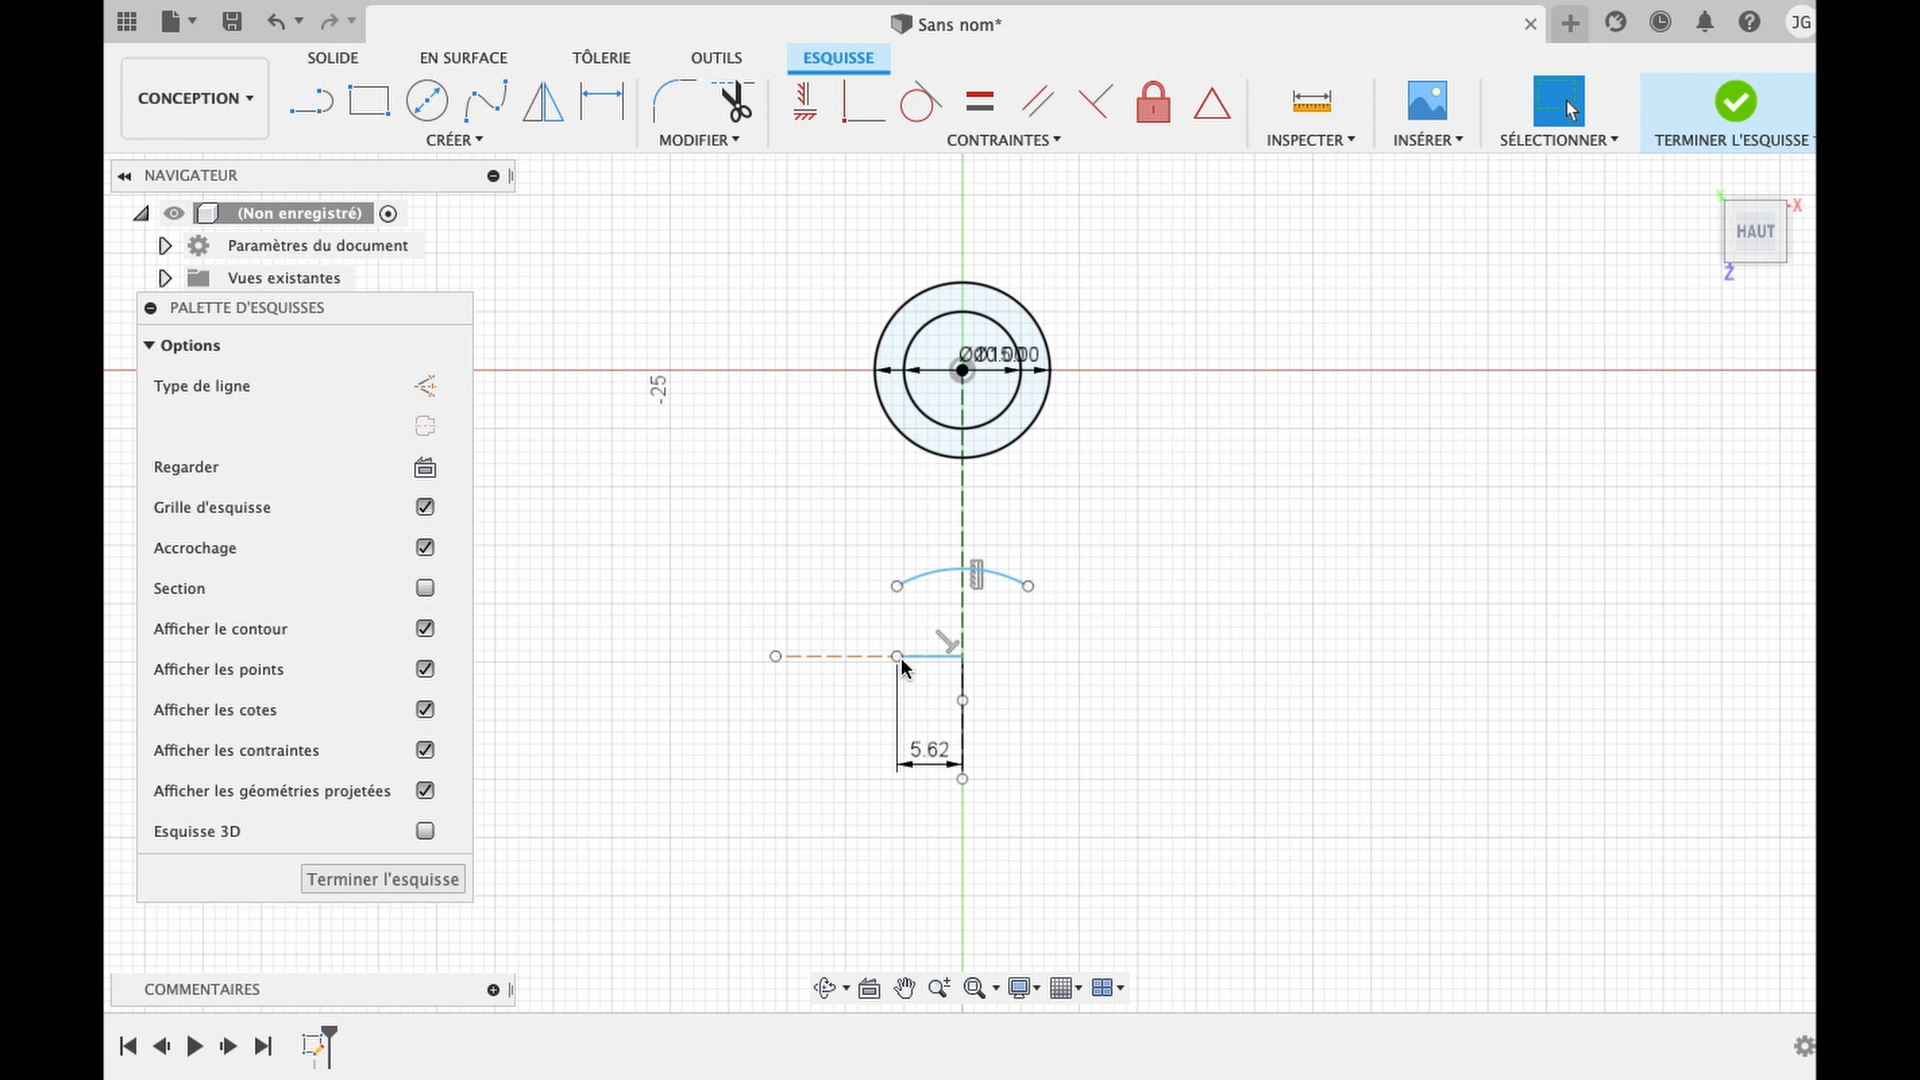 Sans nom*
JG
SOLIDE
EN SURFACE
TÔLERIE
OUTILS
ESQUISSE
CONCEPTION
CRÉER
MODIFIER
CONTRAINTES
INSPECTER
INSÉRER
SÉLECTIONNER
TERMINER L'ESQUISSE
NAVIGATEUR
(Non enregistré)
Paramètres du document
Vues existantes
PALETTE D'ESQUISSES
Options
Type de ligne
Regarder
Grille d'esquisse
Accrochage
Section
Afficher le contour
Afficher les points
Afficher les cotes
Afficher les contraintes
Afficher les géométries projetées
Esquisse 3D
Terminer l'esquisse
Y
X
HAUT
Z
-25
5.62
COMMENTAIRES